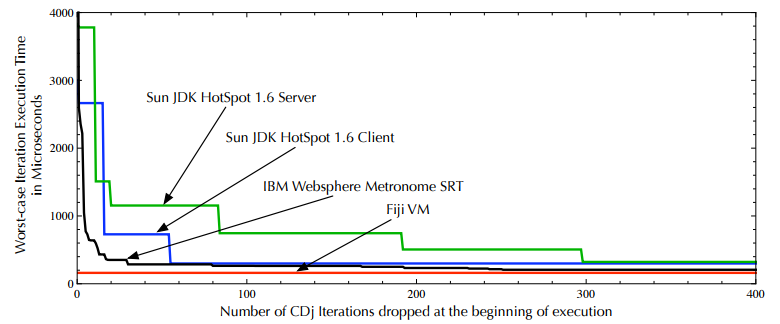 4000
3000
2000
1000
0
Worst-case Iteration Execution Time
in Microseconds
Sun JDK HotSpot 1.6 Server
Sun JDK HotSpot 1.6 Client
IBM Websphere Metronome SRT
Fiji VM
0
100
200
300
400
Number of CDj Iterations dropped at the beginning of execution